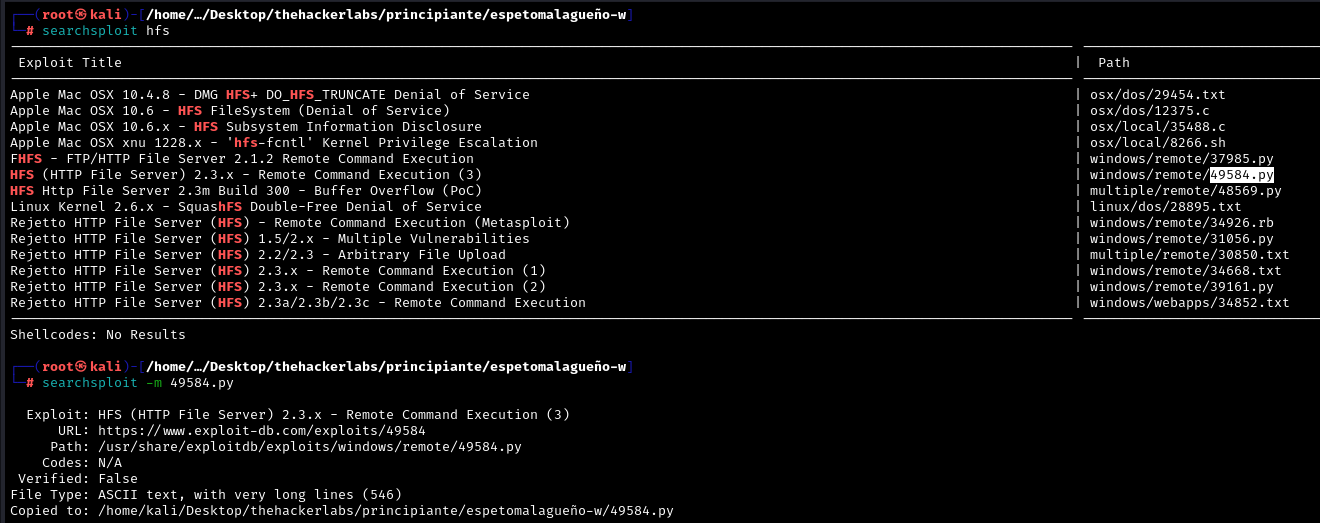 ┌──(root㉿kali)-[/home/…/Desktop/thehackerlabs/principiante/espetomalagueño-w]
└─# searchsploit hfs
Exploit Title | Path
Apple Mac OSX 10.4.8 - DMG HFS+ DO_HFS_TRUNCATE Denial of Service | osx/dos/29454.txt
Apple Mac OSX 10.6 - HFS FileSystem (Denial of Service) | osx/dos/12375.c
Apple Mac OSX 10.6.x - HFS Subsystem Information Disclosure | osx/local/35488.c
Apple Mac OSX xnu 1228.x - 'hfs-fcntl' Kernel Privilege Escalation | osx/local/8266.sh
FHFS - FTP/HTTP File Server 2.1.2 Remote Command Execution | windows/remote/37985.py
HFS (HTTP File Server) 2.3.x - Remote Command Execution (3) | windows/remote/49584.py
HFS Http File Server 2.3m Build 300 - Buffer Overflow (PoC) | multiple/remote/48569.py
Linux Kernel 2.6.x - SquashFS Double-Free Denial of Service | linux/dos/28895.txt
Rejetto HTTP File Server (HFS) - Remote Command Execution (Metasploit) | windows/remote/34926.rb
Rejetto HTTP File Server (HFS) 1.5/2.x - Multiple Vulnerabilities | windows/remote/31056.py
Rejetto HTTP File Server (HFS) 2.2/2.3 - Arbitrary File Upload | multiple/remote/30850.txt
Rejetto HTTP File Server (HFS) 2.3.x - Remote Command Execution (1) | windows/remote/34668.txt
Rejetto HTTP File Server (HFS) 2.3.x - Remote Command Execution (2) | windows/remote/39161.py
Rejetto HTTP File Server (HFS) 2.3a/2.3b/2.3c - Remote Command Execution | windows/webapps/34852.txt
Shellcodes: No Results
┌──(root㉿kali)-[/home/…/Desktop/thehackerlabs/principiante/espetomalagueño-w]
└─# searchsploit -m 49584.py
Exploit: HFS (HTTP File Server) 2.3.x - Remote Command Execution (3)
URL: https://www.exploit-db.com/exploits/49584
Path: /usr/share/exploitdb/exploits/windows/remote/49584.py
Codes: N/A
Verified: False
File Type: ASCII text, with very long lines (546)
Copied to: /home/kali/Desktop/thehackerlabs/principiante/espetomalagueño-w/49584.py